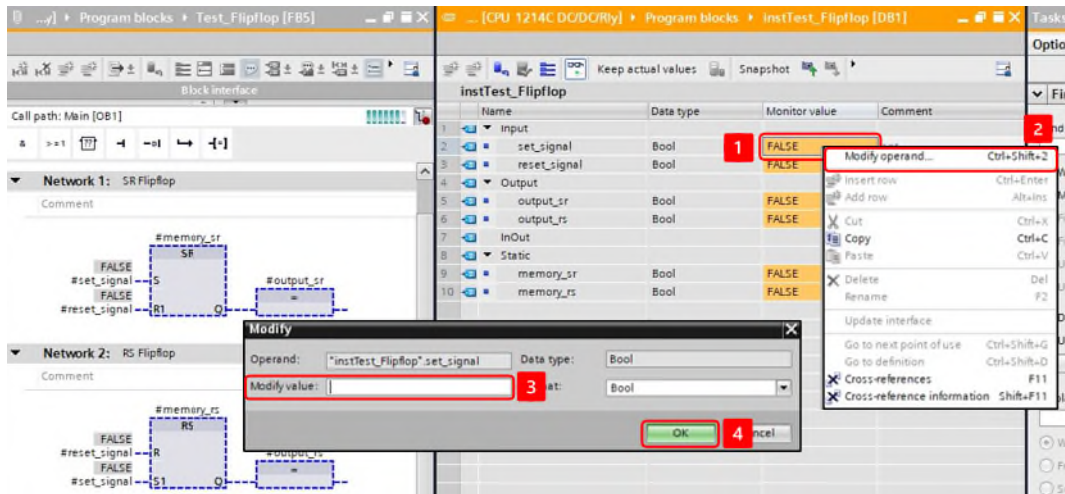 ...y] ▸ Program blocks ▸ Test_Flipflop [FB5]
Block interface
Call path: Main [OB1]
& >=1 [??] ⊣ -o| ↦ -[=]
Network 1: SR Flipflop
Comment
#memory_sr
SR
FALSE
#set_signal S
FALSE
#reset_signal R1 Q
#output_sr
=
Network 2: RS Flipflop
Comment
#memory_rs
RS
FALSE
#reset_signal R
FALSE
#set_signal S1 Q
#output_rs
=
... [CPU 1214C DC/DC/Rly] ▸ Program blocks ▸ instTest_Flipflop [DB1]
Keep actual values Snapshot
instTest_Flipflop
Name Data type Monitor value Comment
1 Input
2 set_signal Bool FALSE
3 reset_signal Bool FALSE
4 Output
5 output_sr Bool FALSE
6 output_rs Bool FALSE
7 InOut
8 Static
9 memory_sr Bool FALSE
10 memory_rs Bool FALSE
1
2
Modify operand... Ctrl+Shift+2
Insert row Ctrl+Enter
Add row Alt+Ins
Cut Ctrl+X
Copy Ctrl+C
Paste Ctrl+V
Delete Del
Rename F2
Update interface
Go to next point of use Ctrl+Shift+G
Go to definition Ctrl+Shift+D
Cross-references F11
Cross-reference information Shift+F11
Modify
Operand: "instTest_Flipflop".set_signal Data type: Bool
Modify value: 3 at: Bool
OK 4 ncel
Tasks
Optio
Fi